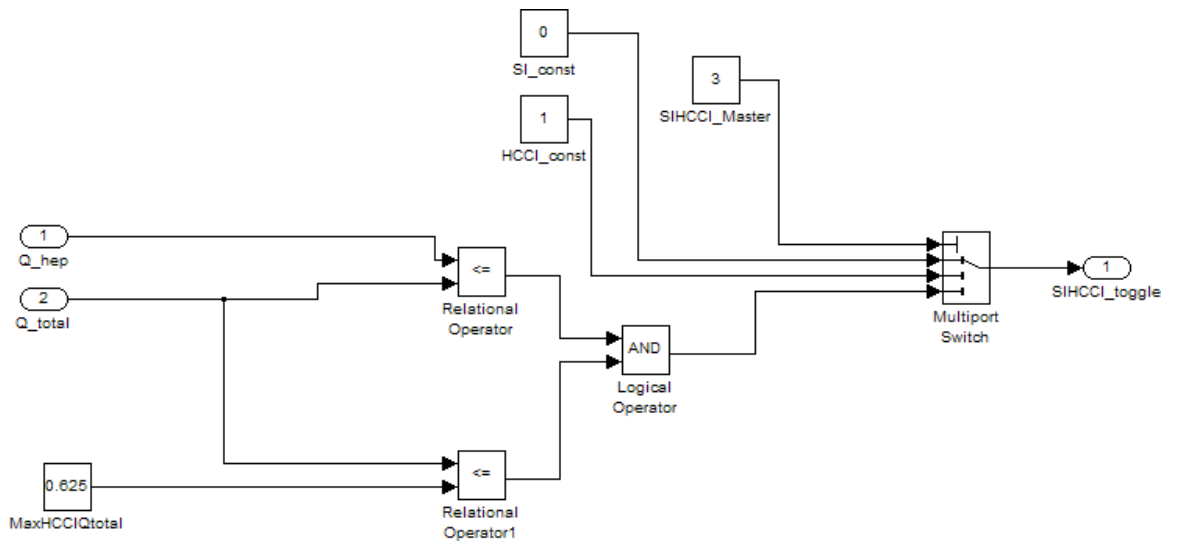 0
SI_const
3
SIHCCI_Master
1
HCCI_const
1
Q_hep
2
Q_total
<=
Relational
Operator
AND
Logical
Operator
Multiport
Switch
1
SIHCCI_toggle
0.625
MaxHCCIQtotal
<=
Relational
Operator1